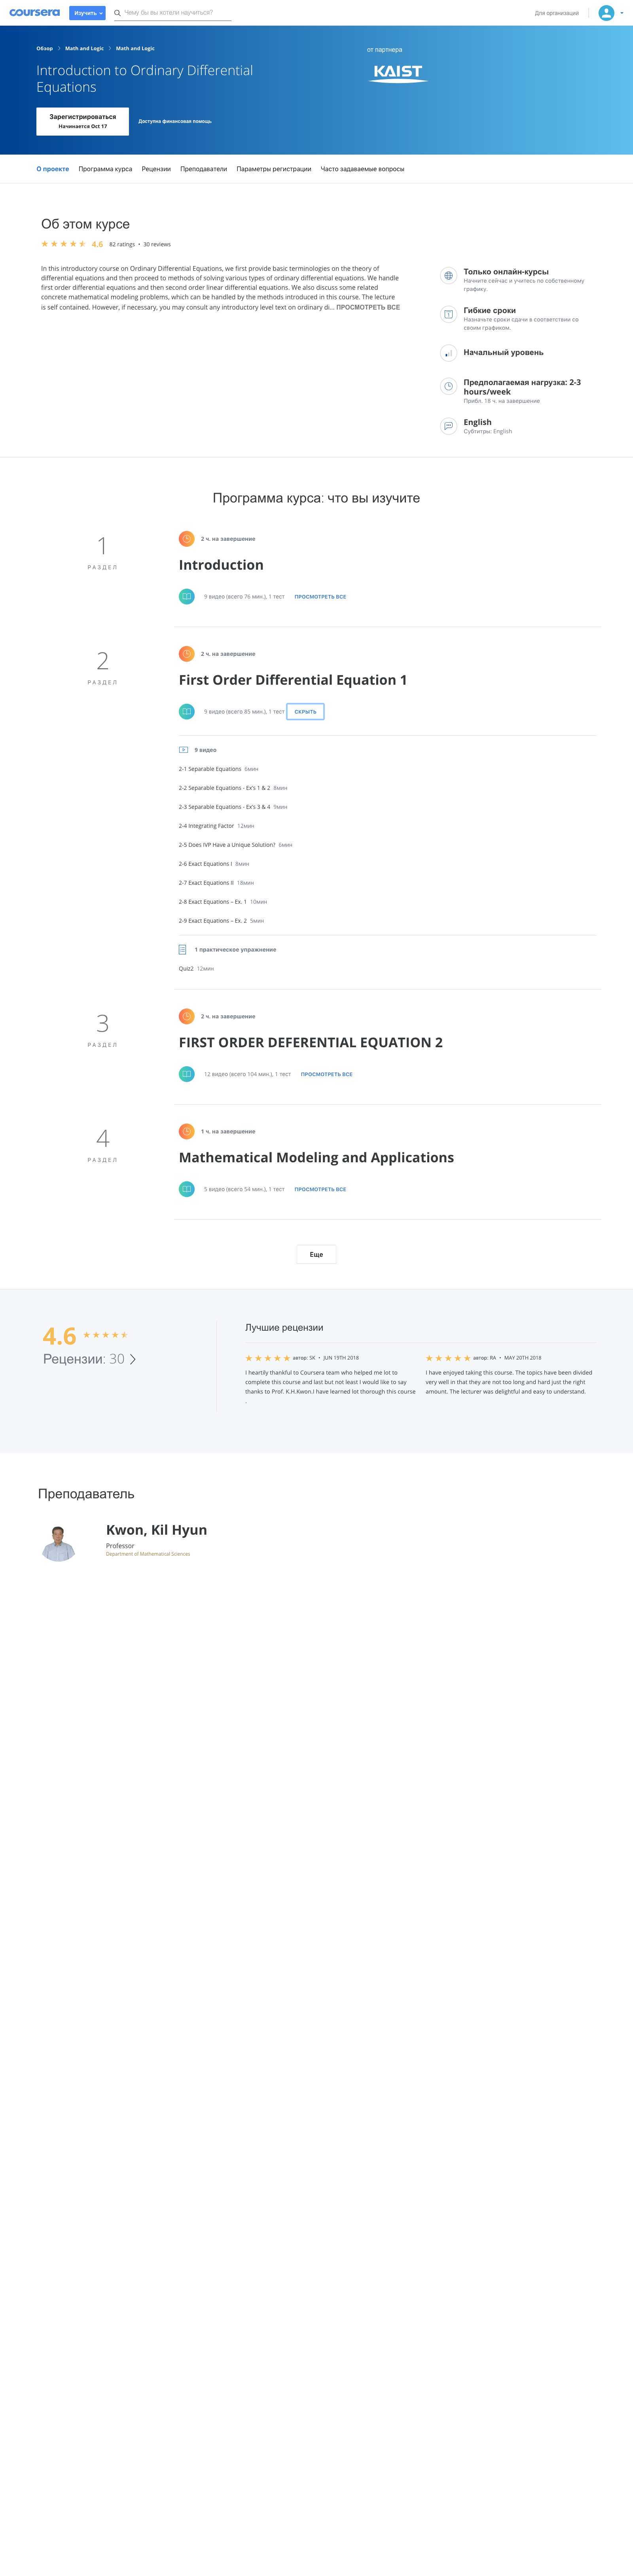 coursera
Изучить
Чему бы вы хотели научиться?
Для организаций
Обзор > Math and Logic > Math and Logic
Introduction to Ordinary Differential
Equations
от партнера
KAIST
Зарегистрироваться
Начинается Oct 17
Доступна финансовая помощь.
О проекте Программа курса Рецензии Преподаватели Параметры регистрации Часто задаваемые вопросы
Об этом курсе
4.6 82 ratings • 30 reviews
In this introductory course on Ordinary Differential Equations, we first provide basic terminologies on the theory of
differential equations and then proceed to methods of solving various types of ordinary differential equations. We handle
first order differential equations and then second order linear differential equations. We also discuss some related
concrete mathematical modeling problems, which can be handled by the methods introduced in this course. The lecture
is self contained. However, if necessary, you may consult any introductory level text on ordinary di... ПРОСМОТРЕТЬ ВСЕ
Только онлайн-курсы
Начните сейчас и учитесь по собственному
графику.
Гибкие сроки
Назначьте сроки сдачи в соответствии со
своим графиком.
Начальный уровень
Предполагаемая нагрузка: 2-3
hours/week
Прибл. 18 ч. на завершение
English
Субтитры: English
Программа курса: что вы изучите
1
РАЗДЕЛ
2 ч. на завершение
Introduction
9 видео (всего 76 мин.), 1 тест ПРОСМОТРЕТЬ ВСЕ
2
РАЗДЕЛ
2 ч. на завершение
First Order Differential Equation 1
9 видео (всего 85 мин.), 1 тест СКРЫТЬ
9 видео
2-1 Separable Equations 6мин
2-2 Separable Equations - Ex's 1 & 2 8мин
2-3 Separable Equations - Ex's 3 & 4 9мин
2-4 Integrating Factor 12мин
2-5 Does IVP Have a Unique Solution? 6мин
2-6 Exact Equations I 8мин
2-7 Exact Equations II 18мин
2-8 Exact Equations – Ex. 1 10мин
2-9 Exact Equations – Ex. 2 5мин
1 практическое упражнение
Quiz2 12мин
3
РАЗДЕЛ
2 ч. на завершение
FIRST ORDER DEFERENTIAL EQUATION 2
12 видео (всего 104 мин.), 1 тест ПРОСМОТРЕТЬ ВСЕ
4
РАЗДЕЛ
1 ч. на завершение
Mathematical Modeling and Applications
5 видео (всего 54 мин.), 1 тест ПРОСМОТРЕТЬ ВСЕ
Еще
4.6
Рецензии: 30
Лучшие рецензии
автор: SK • JUN 19TH 2018
I heartily thankful to Coursera team who helped me lot to
complete this course and last but not least I would like to say
thanks to Prof. K.H.Kwon.I have learned lot thorough this course
.
автор: RA • MAY 20TH 2018
I have enjoyed taking this course. The topics have been divided
very well in that they are not too long and hard just the right
amount. The lecturer was delightful and easy to understand.
Преподаватель
Kwon, Kil Hyun
Professor
Department of Mathematical Sciences